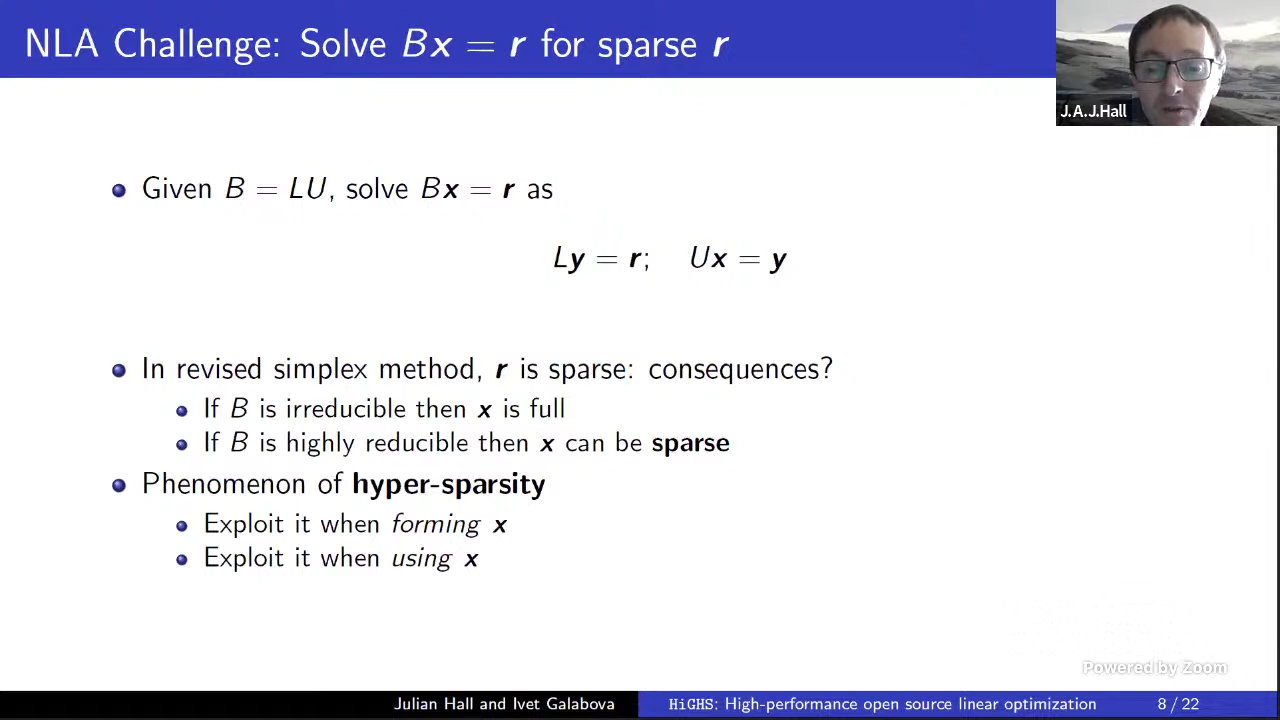 NLA Challenge: Solve Bx = r for sparse r
J.A.J.Hall
Given B = LU, solve Bx = r as
Ly = r; Ux = y
In revised simplex method, r is sparse: consequences?
If B is irreducible then x is full
If B is highly reducible then x can be sparse
Phenomenon of hyper-sparsity
Exploit it when forming x
Exploit it when using x
Powered by Zoom
Julian Hall and Ivet Galabova HiGHS: High-performance open source linear optimization 8 / 22